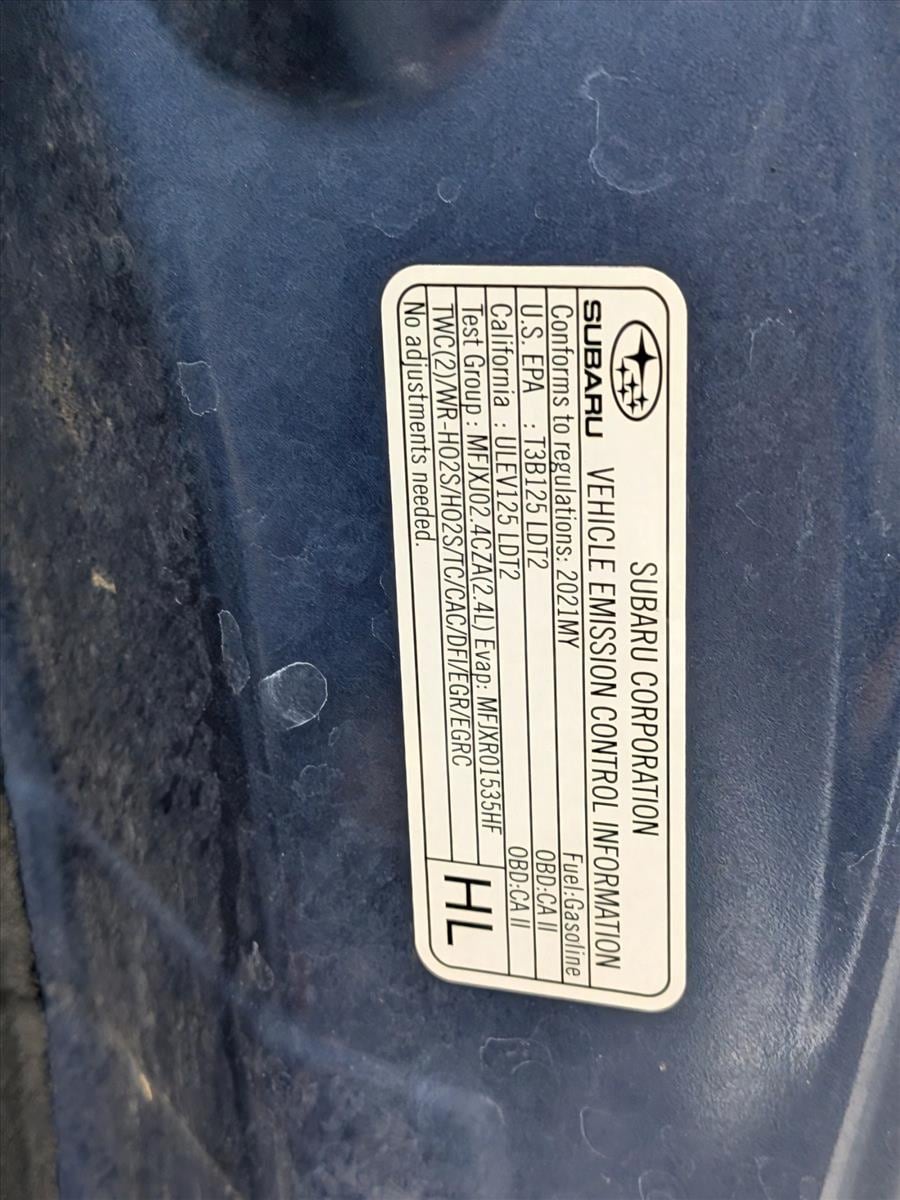 SUBARU CORPORATION
SUBARU VEHICLE EMISSION CONTROL INFORMATION
Conforms to regulations: 2021MY Fuel:Gasoline
U.S. EPA : T3B125 LDT2 OBD:CA II
California : ULEV125 LDT2 OBD:CA II
Test Group : MFJXJ02.4CZA(2.4L) Evap: MFJXR01535HF
TWC(2)/WR-HO2S/HO2S/TC/CAC/DFI/EGR/EGRC
No adjustments needed.
HL